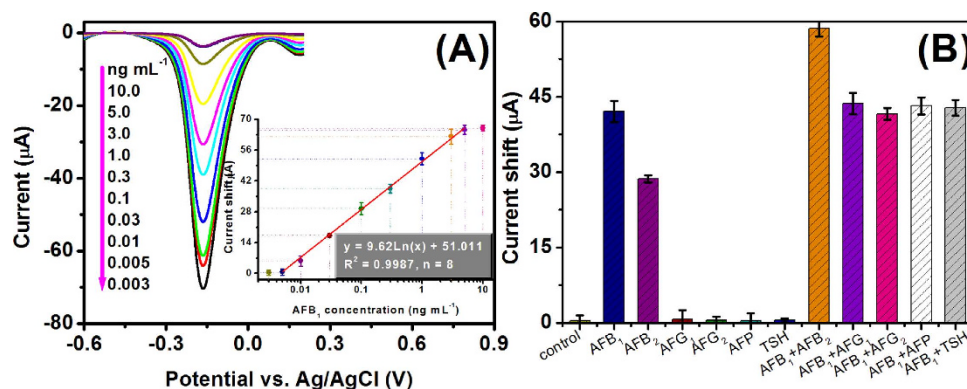 (A)
0
-20
-40
-60
-80
Current (μA)
-0.6 -0.3 0.0 0.3 0.6 0.9
Potential vs. Ag/AgCl (V)
ng mL⁻¹
10.0
5.0
3.0
1.0
0.3
0.1
0.03
0.01
0.005
0.003
70
56
42
28
14
0
Current shift (A)
y = 9.62Ln(x) + 51.011
R² = 0.9987, n = 8
0.01 0.1 1 10
AFB₁ concentration (ng mL⁻¹)
(B)
60
45
30
15
0
Current shift (μA)
control
AFB₁
AFB₂
AFG₁
AFG₂
AFP
TSH
AFB₁+AFB₂
AFB₁+AFG₁
AFB₁+AFG₂
AFB₁+AFP
AFB₁+TSH